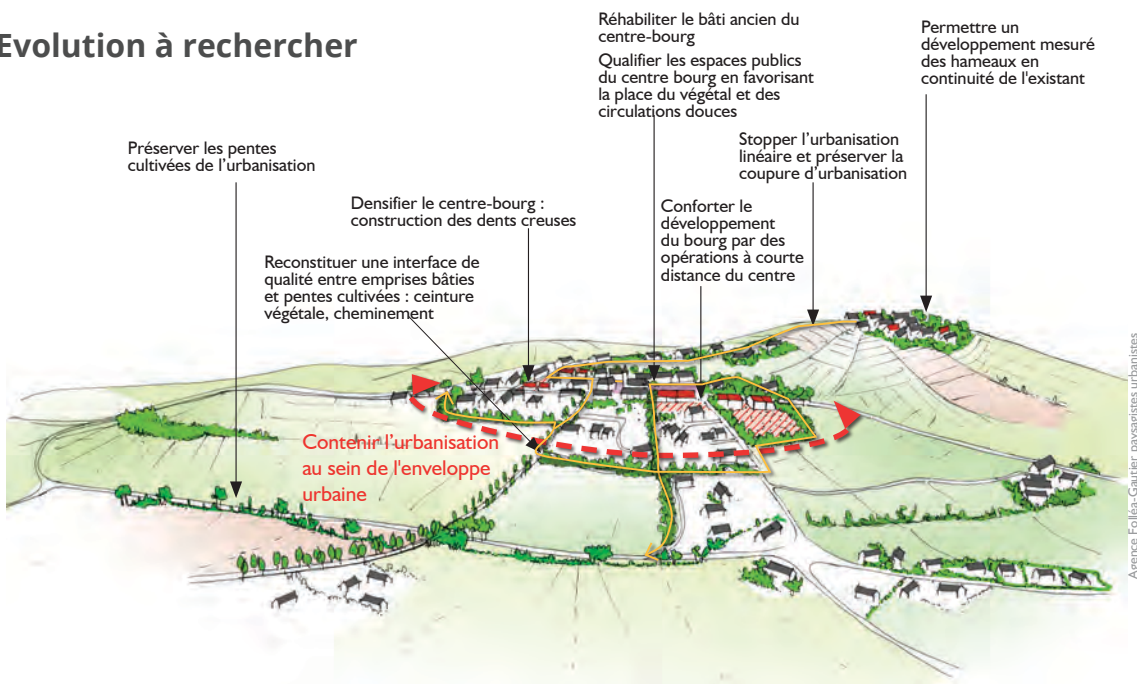 Evolution à rechercher
Réhabiliter le bâti ancien du
centre-bourg
Qualifier les espaces publics
du centre bourg en favorisant
la place du végétal et des
circulations douces
Permettre un
développement mesuré
des hameaux en
continuité de l'existant
Préserver les pentes
cultivées de l'urbanisation
Stopper l'urbanisation
linéaire et préserver la
coupure d'urbanisation
Densifier le centre-bourg :
construction des dents creuses
Conforter le
développement
du bourg par des
opérations à courte
distance du centre
Reconstituer une interface de
qualité entre emprises bâties
et pentes cultivées : ceinture
végétale, cheminement
Contenir l'urbanisation
au sein de l'enveloppe
urbaine
Agence Folléa-Gautier paysagistes urbanistes